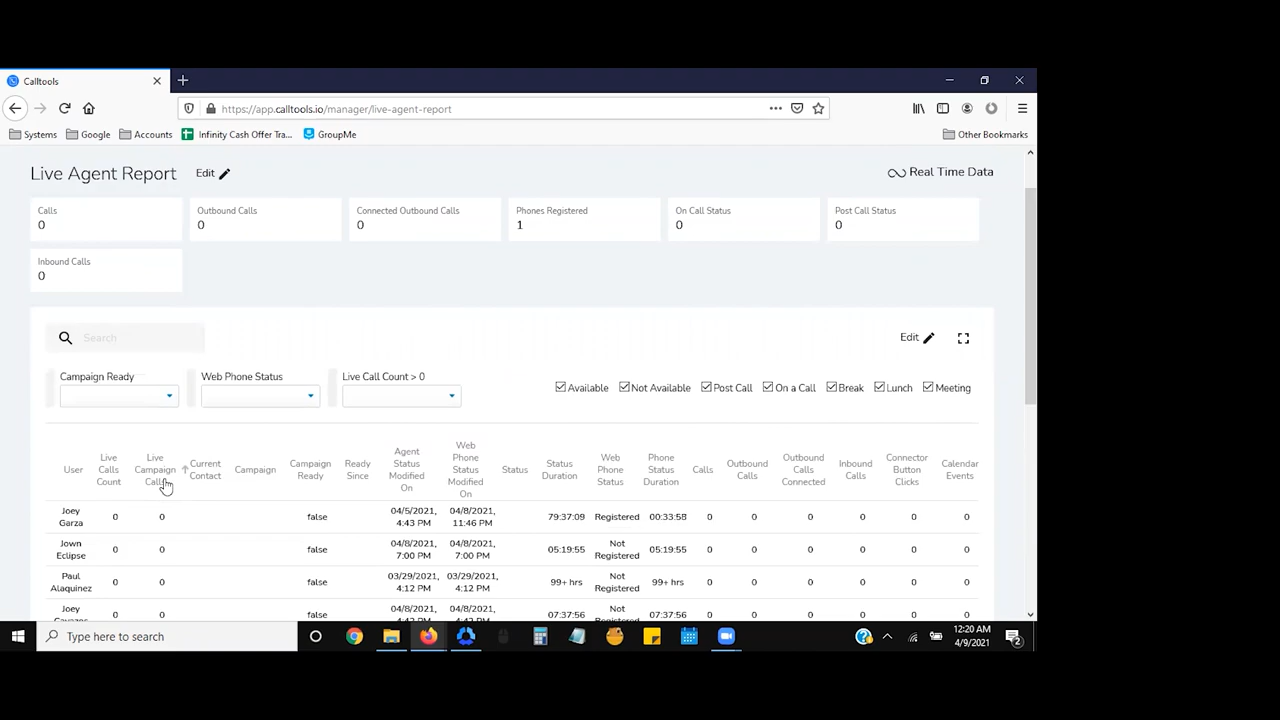 Calltools
https://app.calltools.io/manager/live-agent-report
Systems Google Accounts Infinity Cash Offer Tra... GroupMe Other Bookmarks
Live Agent Report Edit Real Time Data
Calls Outbound Calls Connected Outbound Calls Phones Registered On Call Status Post Call Status
0 0 0 1 0 0
Inbound Calls
0
Search Edit
Campaign Ready Web Phone Status Live Call Count > 0
Available Not Available Post Call On a Call Break Lunch Meeting
User Live Calls Count Live Campaign Calls Current Contact Campaign Campaign Ready Ready Since Agent Status Modified On Web Phone Status Modified On Status Status Duration Web Phone Status Phone Status Duration Calls Outbound Calls Outbound Calls Connected Inbound Calls Connector Button Clicks Calendar Events
Joey Garza 0 0 false 04/5/2021, 4:43 PM 04/8/2021, 11:46 PM 79:37:09 Registered 00:33:58 0 0 0 0 0 0
Jown Eclipse 0 0 false 04/8/2021, 7:00 PM 04/8/2021, 7:00 PM 05:19:55 Not Registered 05:19:55 0 0 0 0 0 0
Paul Alaquinez 0 0 false 03/29/2021, 4:12 PM 03/29/2021, 4:12 PM 99+ hrs Not Registered 99+ hrs 0 0 0 0 0 0
Joey 0 0 false 04/8/2021, 04/8/2021, 07:37:56 Not 07:37:56 0 0 0 0 0 0
Type here to search
12:20 AM
4/9/2021
2